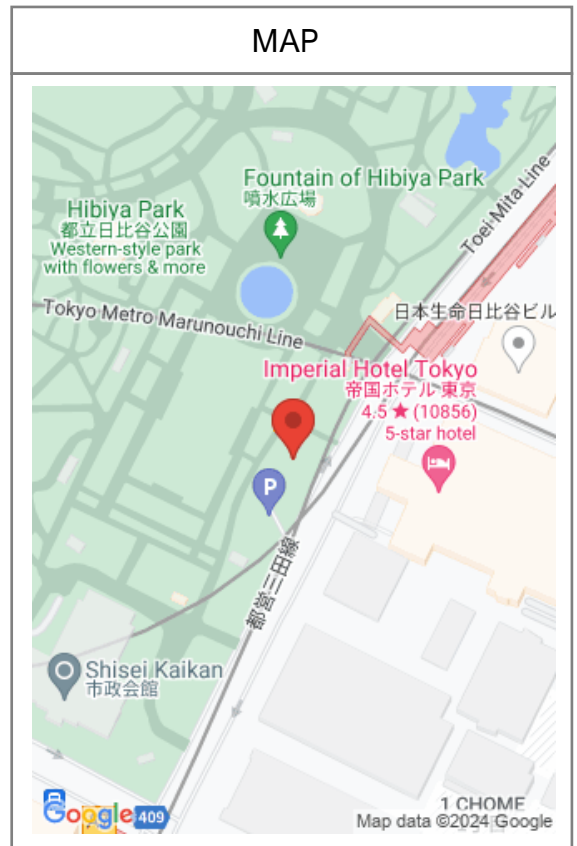 MAP
Fountain of Hibiya Park
噴水広場
Hibiya Park
都立日比谷公園
Western-style park
with flowers & more
Toei Mita Line
Tokyo Metro Marunouchi Line
日本生命日比谷ビル
Imperial Hotel Tokyo
帝国ホテル 東京
4.5 ★ (10856)
5-star hotel
P
都営三田線
Shisei Kaikan
市政会館
Google
409
1 CHOME
Map data ©2024 Google